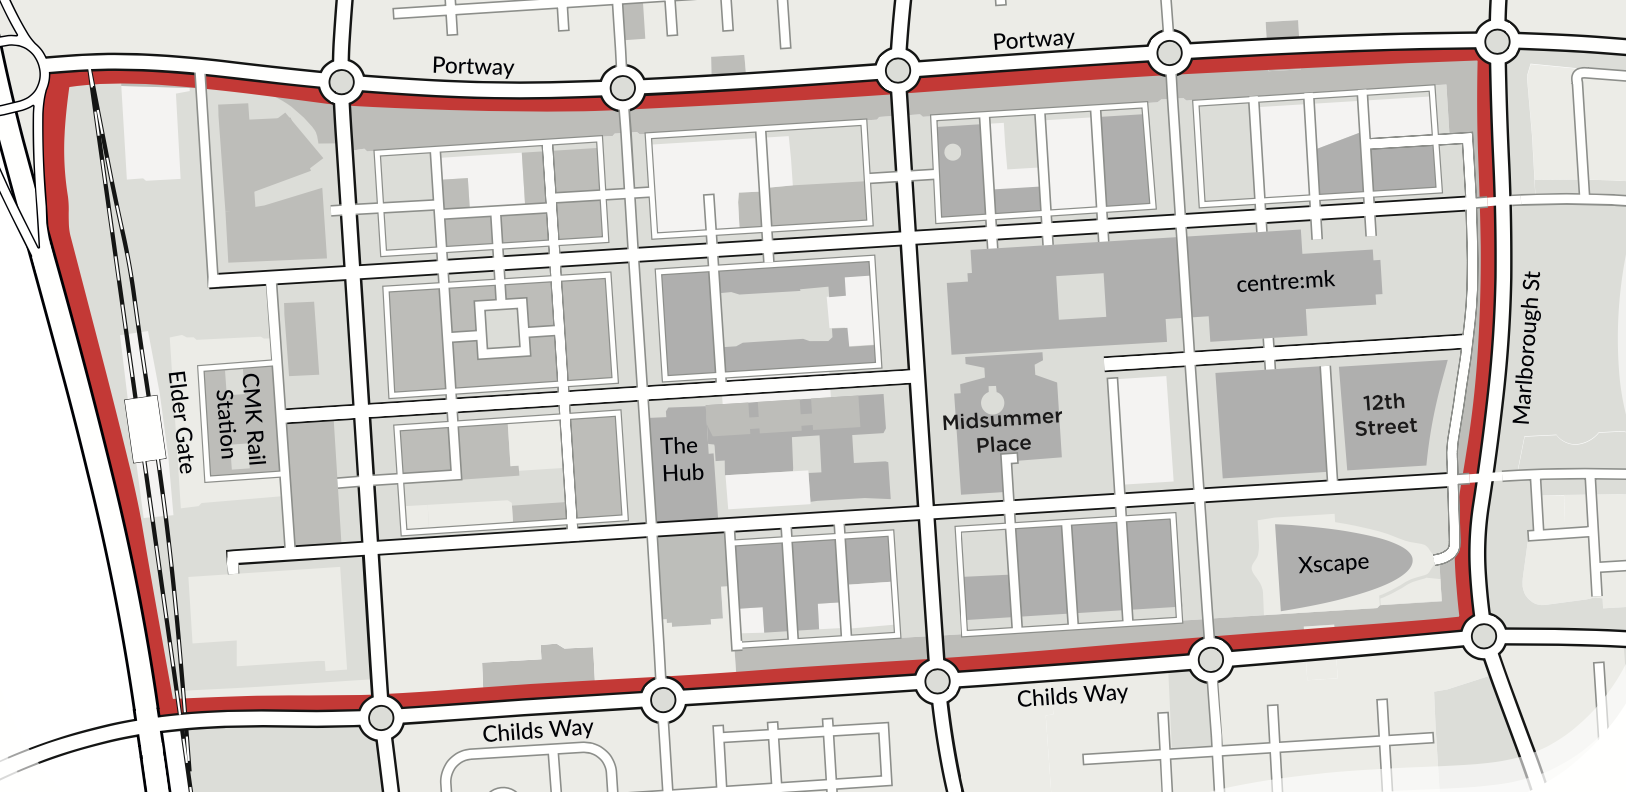 Portway
Portway
centre:mk
Marlborough St
Elder Gate
CMK Rail
Station
12th
Street
Midsummer
Place
The
Hub
Xscape
Childs Way
Childs Way